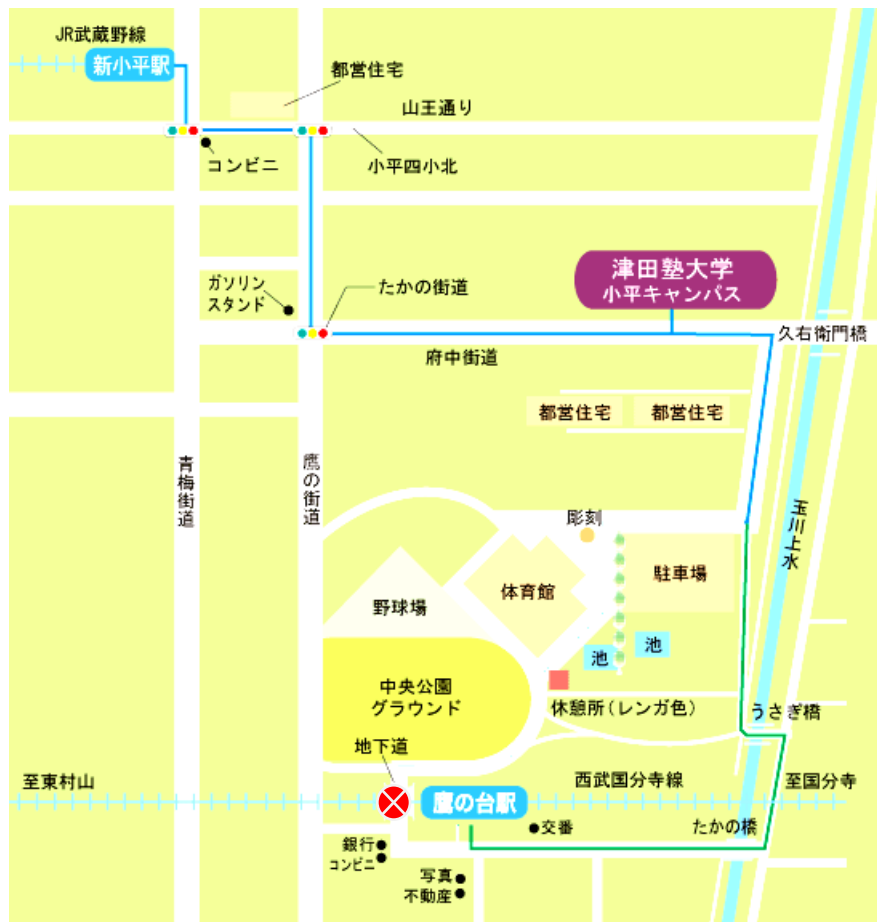 JR武蔵野線
新小平駅
都営住宅
山王通り
コンビニ
小平四小北
津田塾大学
小平キャンパス
ガソリン
スタンド
たかの街道
久右衛門橋
府中街道
都営住宅
都営住宅
青梅街道
鷹の街道
玉川上水
彫刻
駐車場
体育館
野球場
池
池
中央公園
グラウンド
休憩所(レンガ色)
うさぎ橋
地下道
至東村山
西武国分寺線
至国分寺
鷹の台駅
交番
たかの橋
銀行
コンビニ
写真
不動産